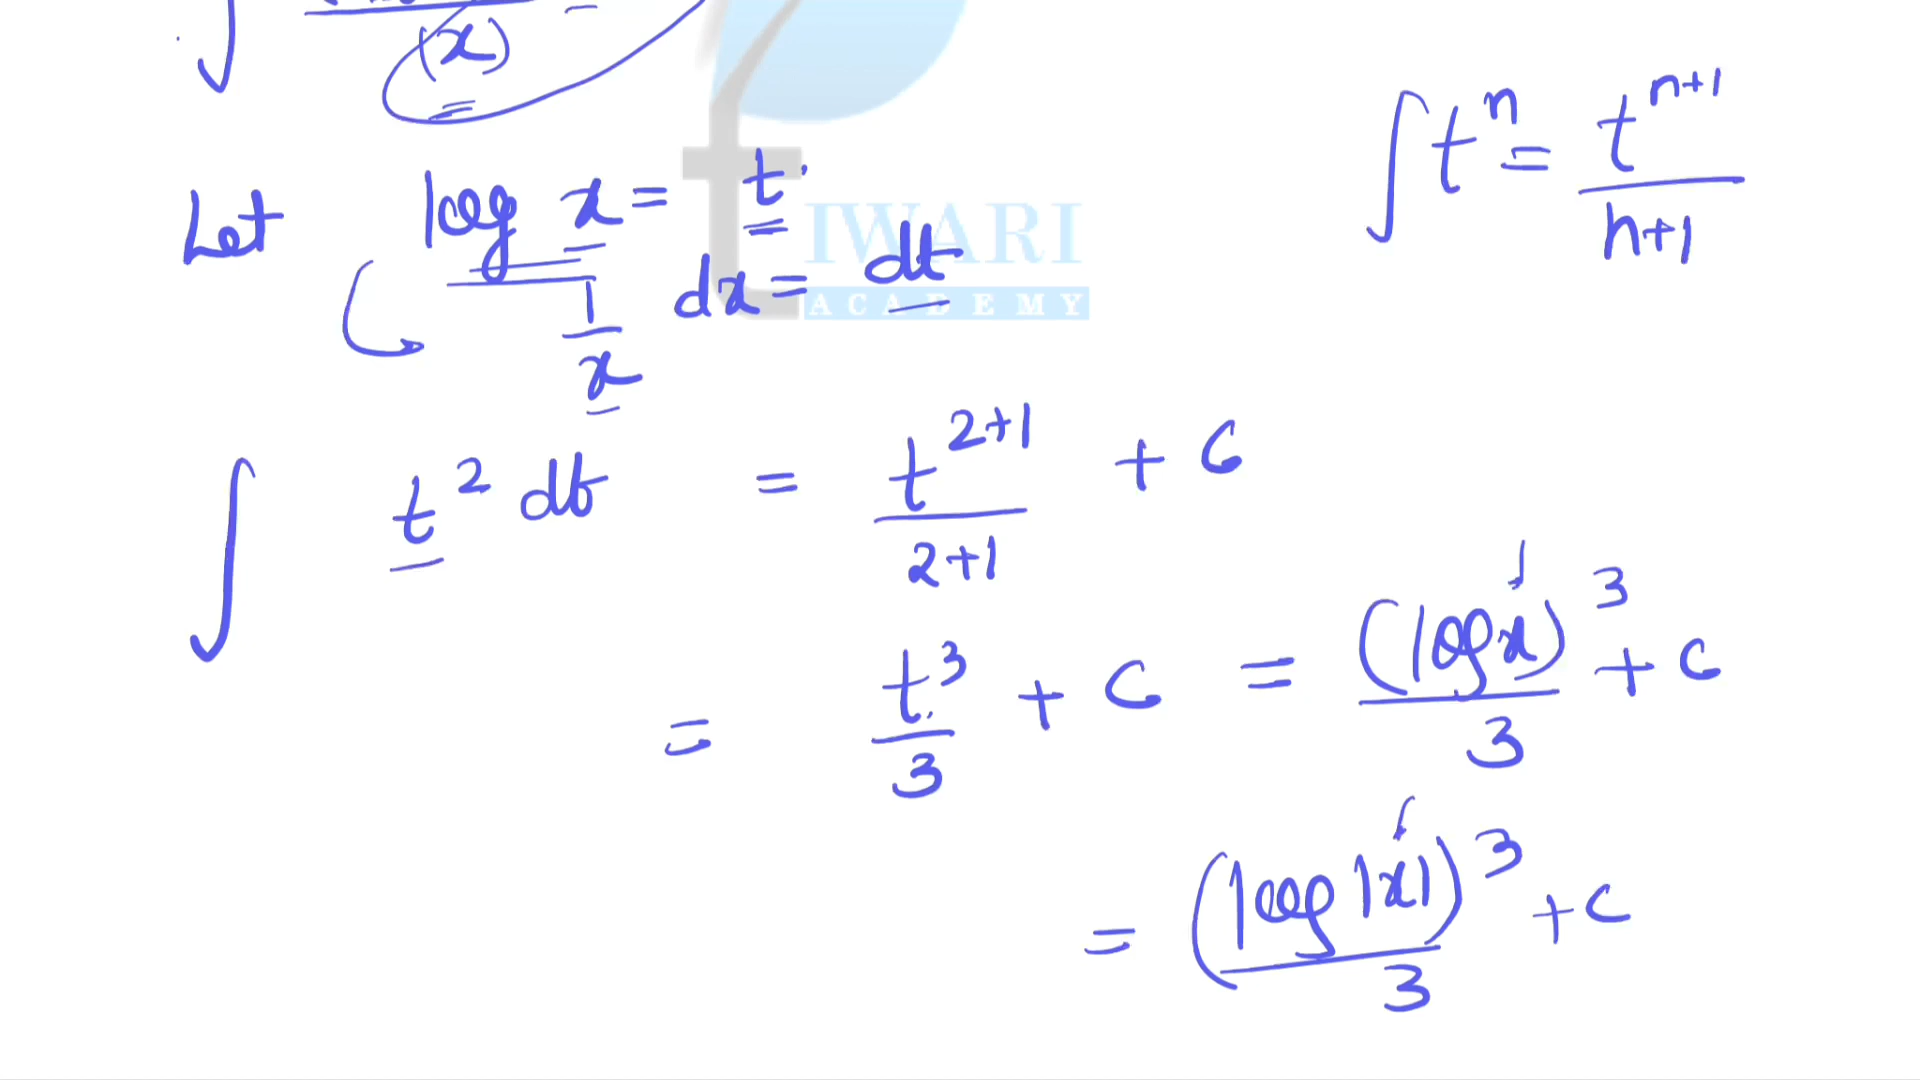 ∫ (x)
Let log x = t
1/x dx = dt
∫ t^n = t^(n+1) / n+1
∫ t^2 dt = t^(2+1) / 2+1 + c
= t^3 / 3 + c = (log x)^3 / 3 + c
= (log |x|)^3 / 3 + c
IWARI
ACADEMY